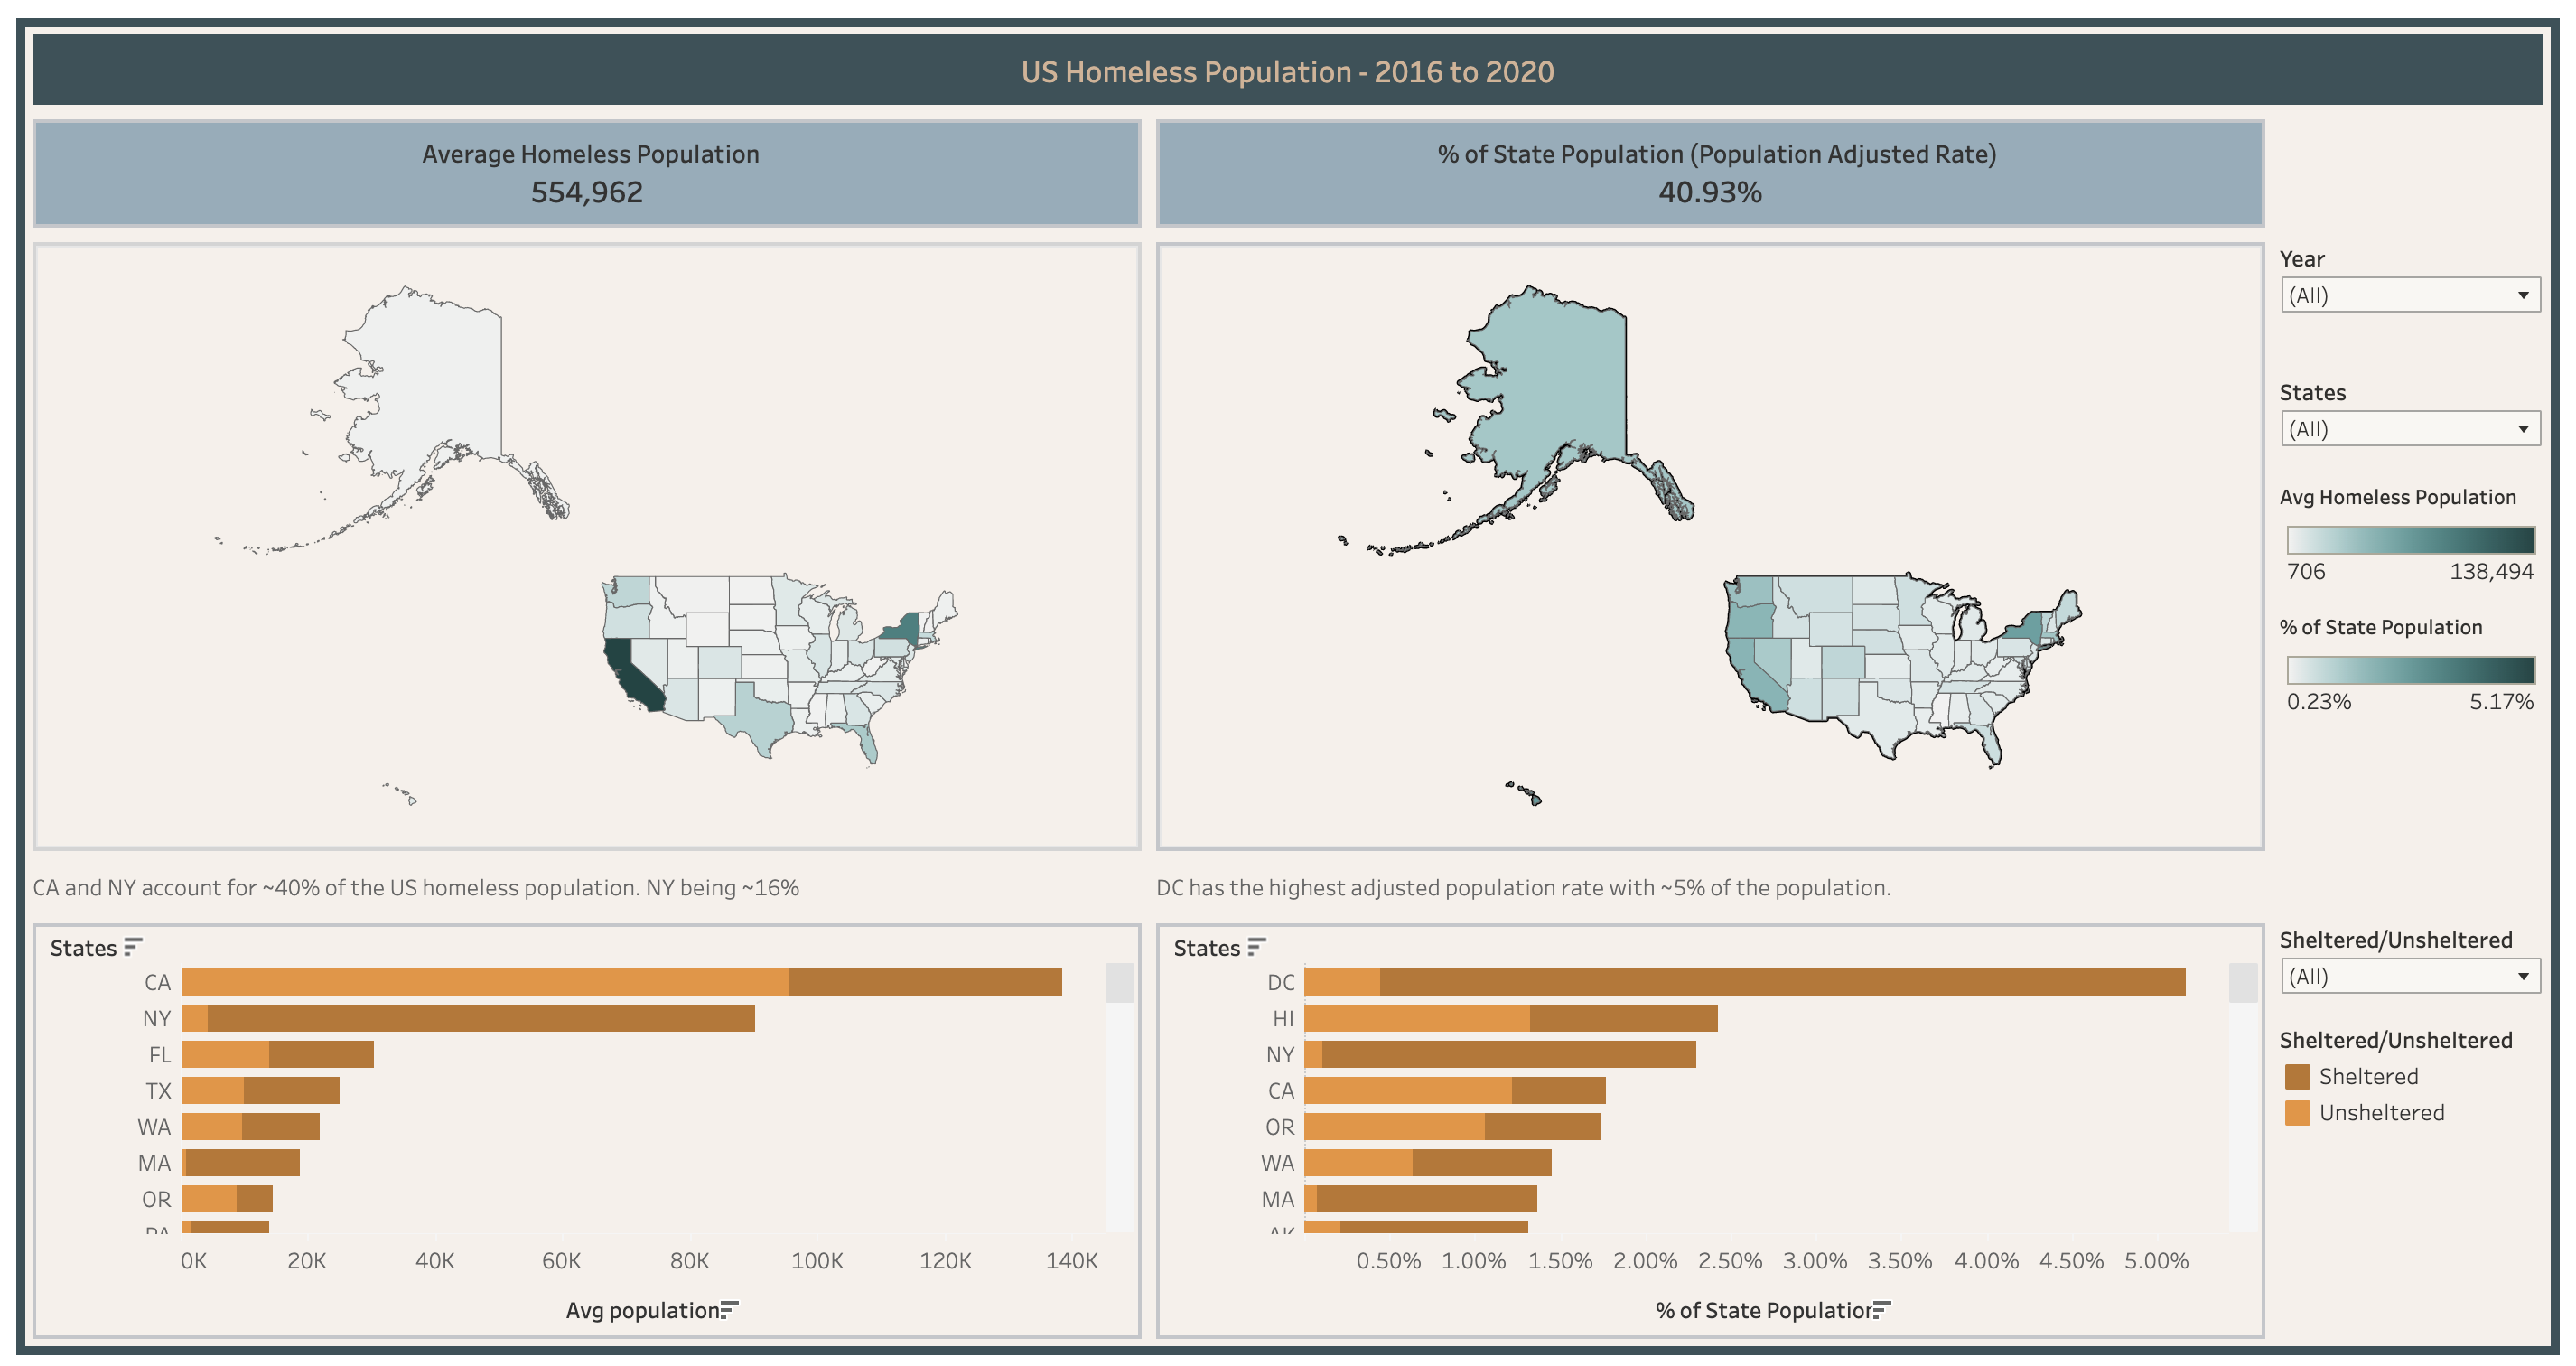 US Homeless Population - 2016 to 2020
Average Homeless Population
554,962
% of State Population (Population Adjusted Rate)
40.93%
Year
(All)
States
(All)
Avg Homeless Population
706 138,494
% of State Population
0.23% 5.17%
CA and NY account for ~40% of the US homeless population. NY being ~16%
DC has the highest adjusted population rate with ~5% of the population.
States
CA
NY
FL
TX
WA
MA
OR
PA
0K 20K 40K 60K 80K 100K 120K 140K
Avg population
States
DC
HI
NY
CA
OR
WA
MA
AK
0.50% 1.00% 1.50% 2.00% 2.50% 3.00% 3.50% 4.00% 4.50% 5.00%
% of State Population
Sheltered/Unsheltered
(All)
Sheltered/Unsheltered
Sheltered
Unsheltered